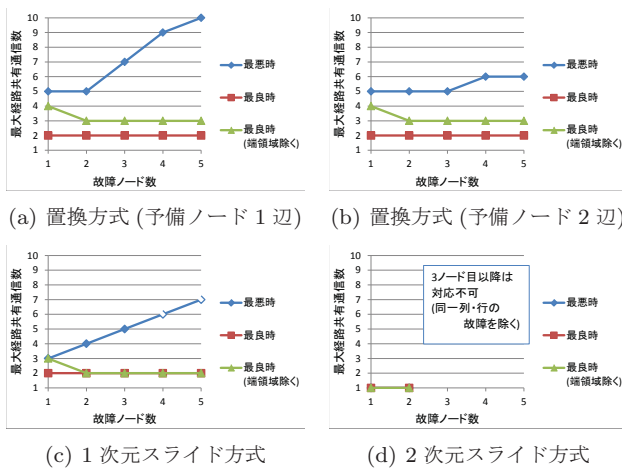 最大経路共有通信数
10
9
8
7
6
5
4
3
2
1
1 2 3 4 5
故障ノード数
最悪時
最良時
最良時
(端領域除く)
(a) 置換方式 (予備ノード 1 辺)
最大経路共有通信数
10
9
8
7
6
5
4
3
2
1
1 2 3 4 5
故障ノード数
最悪時
最良時
最良時
(端領域除く)
(b) 置換方式 (予備ノード 2 辺)
最大経路共有通信数
10
9
8
7
6
5
4
3
2
1
1 2 3 4 5
故障ノード数
最悪時
最良時
最良時
(端領域除く)
(c) 1 次元スライド方式
最大経路共有通信数
10
9
8
7
6
5
4
3
2
1
1 2 3 4 5
故障ノード数
3ノード目以降は
対応不可
(同一列・行の
故障を除く)
最悪時
最良時
最良時
(端領域除く)
(d) 2 次元スライド方式